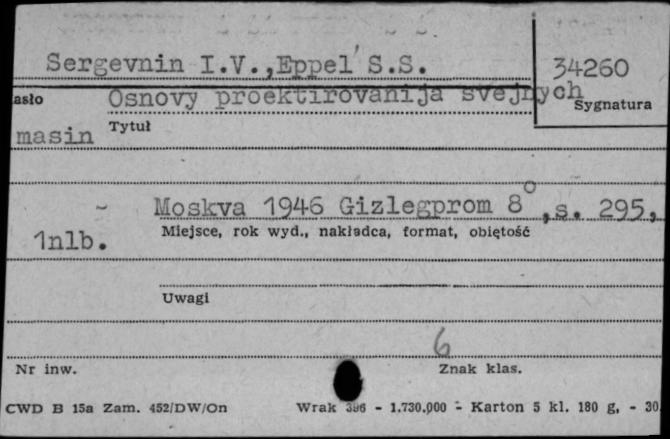 Sergevnin I.V.,Eppel' S.S.
34260
asło Osnovy proektirovanija svejnych
Sygnatura
Tytuł
masin
Moskva 1946 Gizlegprom 8°,s. 295,
Miejsce, rok wyd., nakładca, format, objętość
1nlb.
Uwagi
6
Nr inw. Znak klas.
CWD B 15a Zam. 452/DW/On Wrak 396 - 1.730.000 - Karton 5 kl. 180 g, - 30